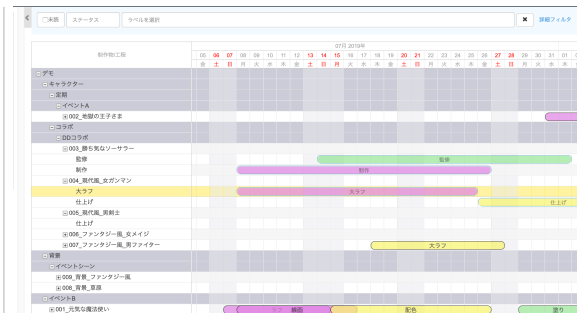 未読 ステータス ラベルを選択 ✖ 詳細フィルタ
07月 2019年
制作物/工程 05 06 07 08 09 10 11 12 13 14 15 16 17 18 19 20 21 22 23 24 25 26 27 28 29 30 31 01
金 土 日 月 火 水 木 金 土 日 月 火 水 木 金 土 日 月 火 水 木 金 土 日 月 火 水 木
デモ
キャラクター
定期
イベントA
002_地獄の王子さま
コラボ
DDコラボ
003_勝ち気なソーサラー
監修 監修
制作 制作
004_現代風_女ガンマン
大ラフ 大ラフ
仕上げ 仕上げ
005_現代風_男剣士
仕上げ
006_ファンタジー風_女メイジ
007_ファンタジー風_男ファイター 大ラフ
背景
イベントシーン
009_背景_ファンタジー風
008_背景_草原
イベントB
001_元気な魔法使い ラフ 線画 配色 塗り